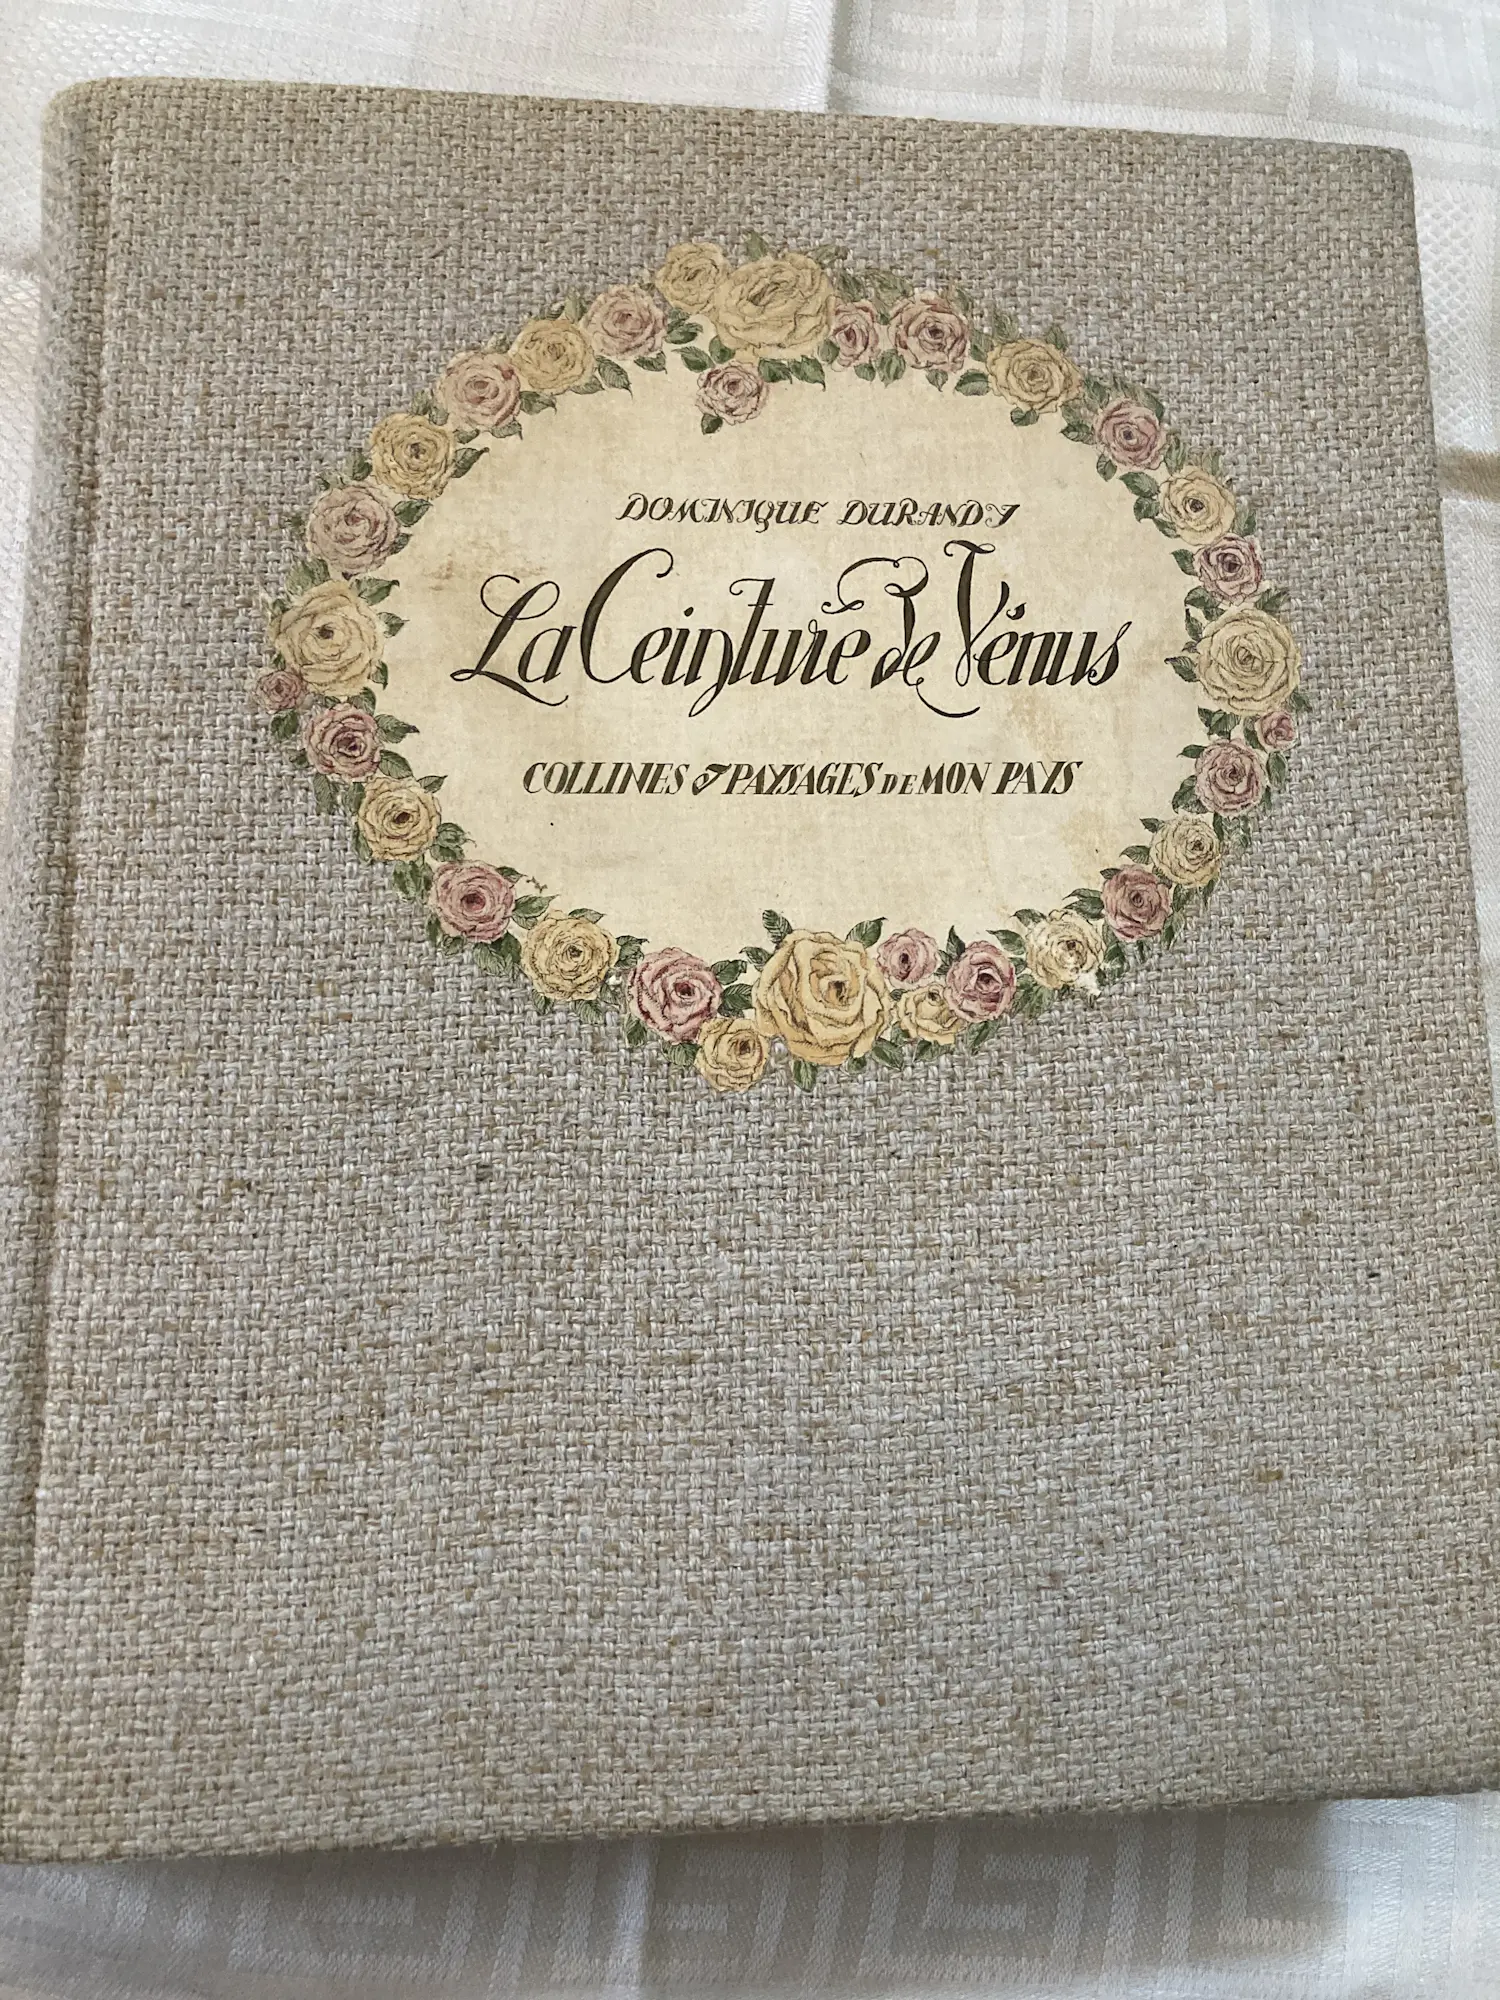 DOMINIQUE DURANDY
La Ceinture de Vénus
COLLINES & PAYSAGES DE MON PAYS